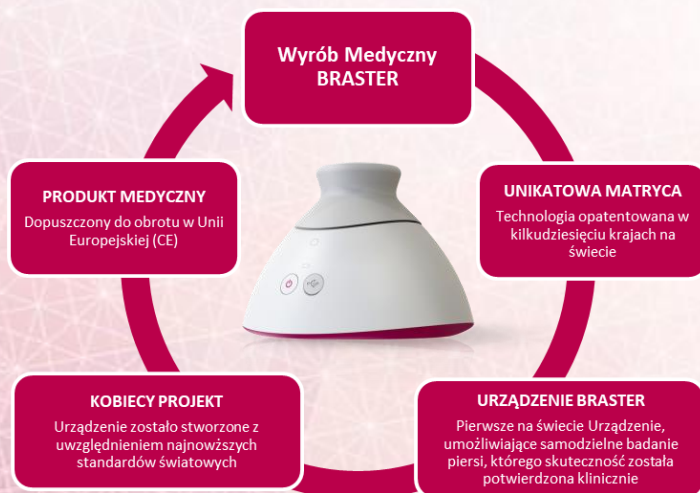 Wyrób Medyczny
BRASTER
UNIKATOWA MATRYCA
Technologia opatentowana w
kilkudziesięciu krajach na
świecie
URZĄDZENIE BRASTER
Pierwsze na świecie Urządzenie,
umożliwiające samodzielne badanie
piersi, którego skuteczność została
potwierdzona klinicznie
KOBIECY PROJEKT
Urządzenie zostało stworzone z
uwzględnieniem najnowższych
standardów światowych
PRODUKT MEDYCZNY
Dopuszczony do obrotu w Unii
Europejskiej (CE)